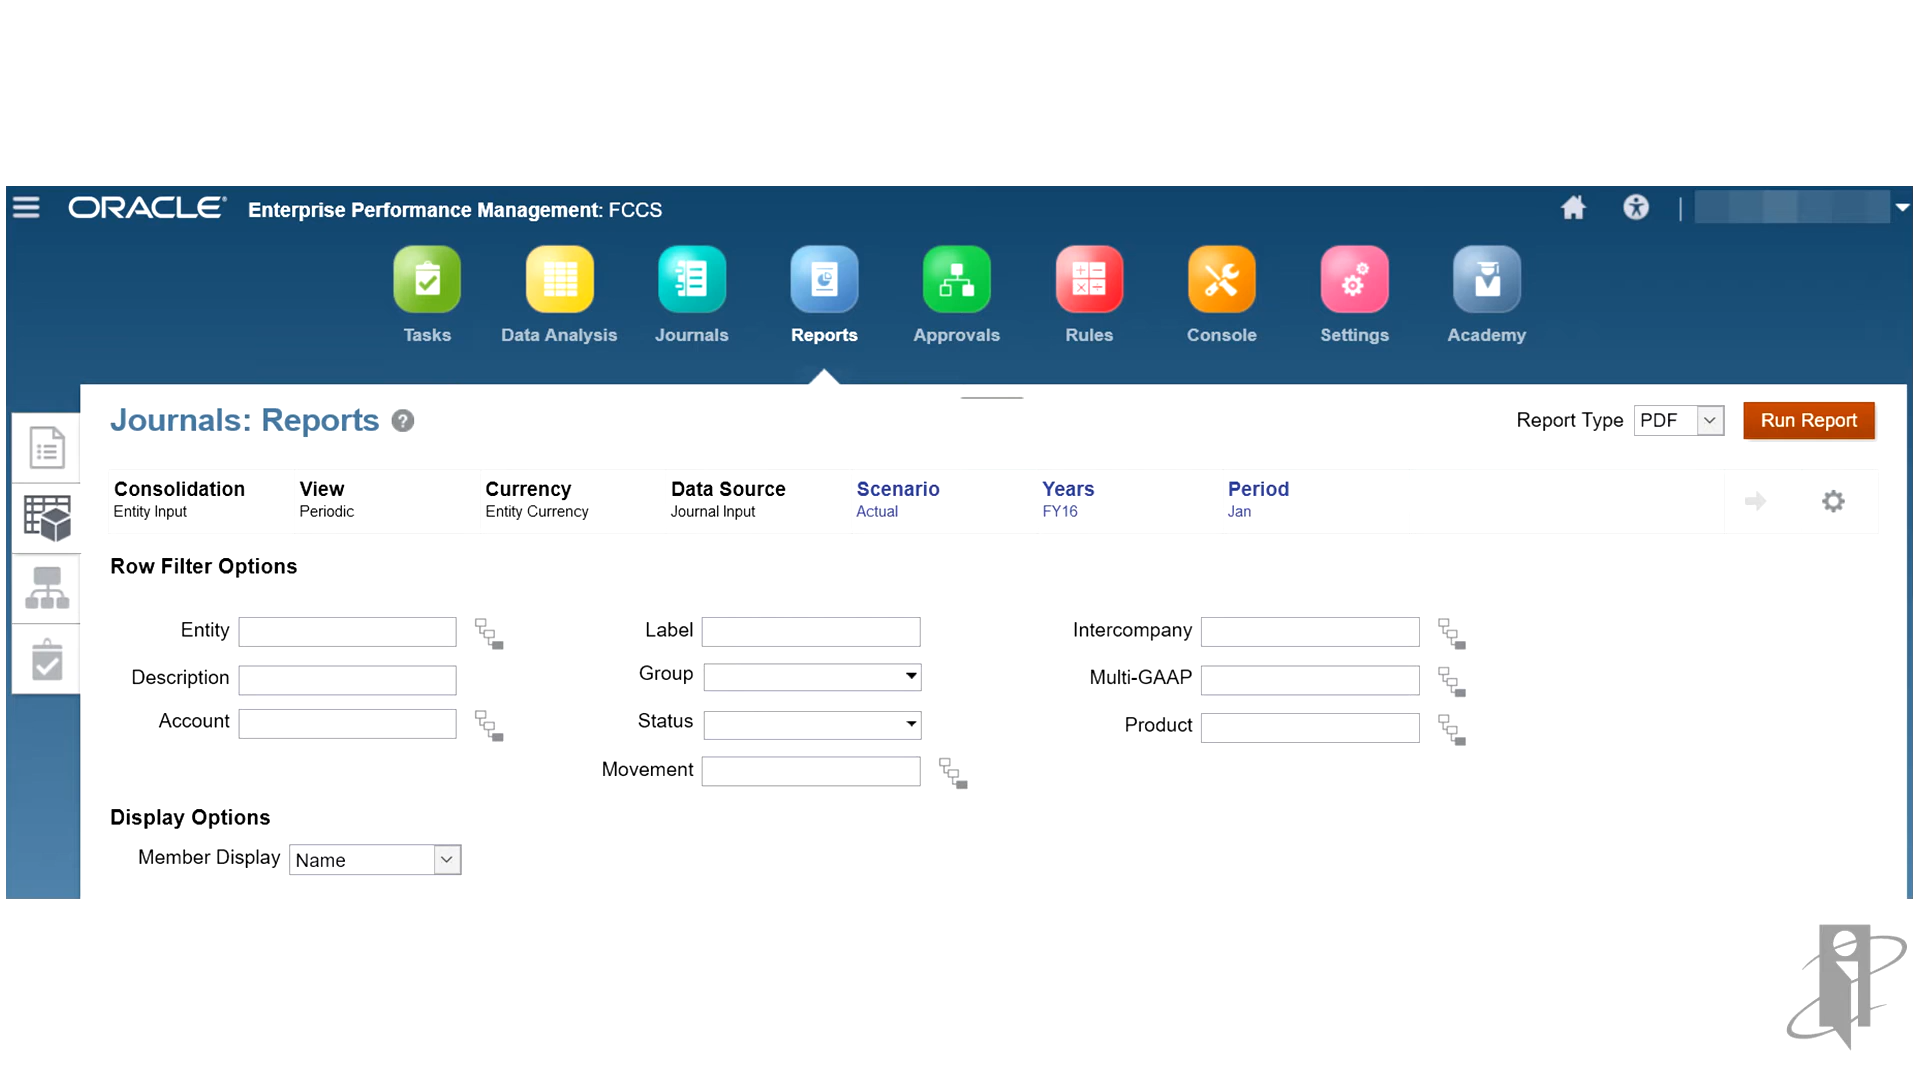 ORACLE® Enterprise Performance Management: FCCS
Tasks Data Analysis Journals Reports Approvals Rules Console Settings Academy
Journals: Reports ?
Report Type PDF Run Report
Consolidation View Currency Data Source Scenario Years Period
Entity Input Periodic Entity Currency Journal Input Actual FY16 Jan
Row Filter Options
Entity Label Intercompany
Description Group Multi-GAAP
Account Status Product
Movement
Display Options
Member Display Name